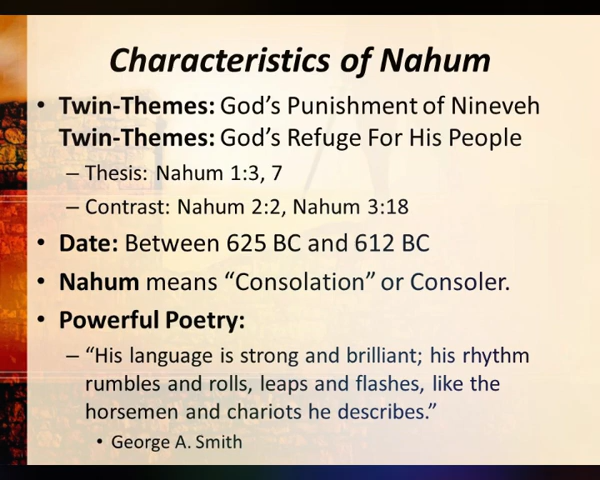 Characteristics of Nahum
• Twin-Themes: God’s Punishment of Nineveh
Twin-Themes: God’s Refuge For His People
– Thesis: Nahum 1:3, 7
– Contrast: Nahum 2:2, Nahum 3:18
• Date: Between 625 BC and 612 BC
• Nahum means “Consolation” or Consoler.
• Powerful Poetry:
– “His language is strong and brilliant; his rhythm
rumbles and rolls, leaps and flashes, like the
horsemen and chariots he describes.”
• George A. Smith